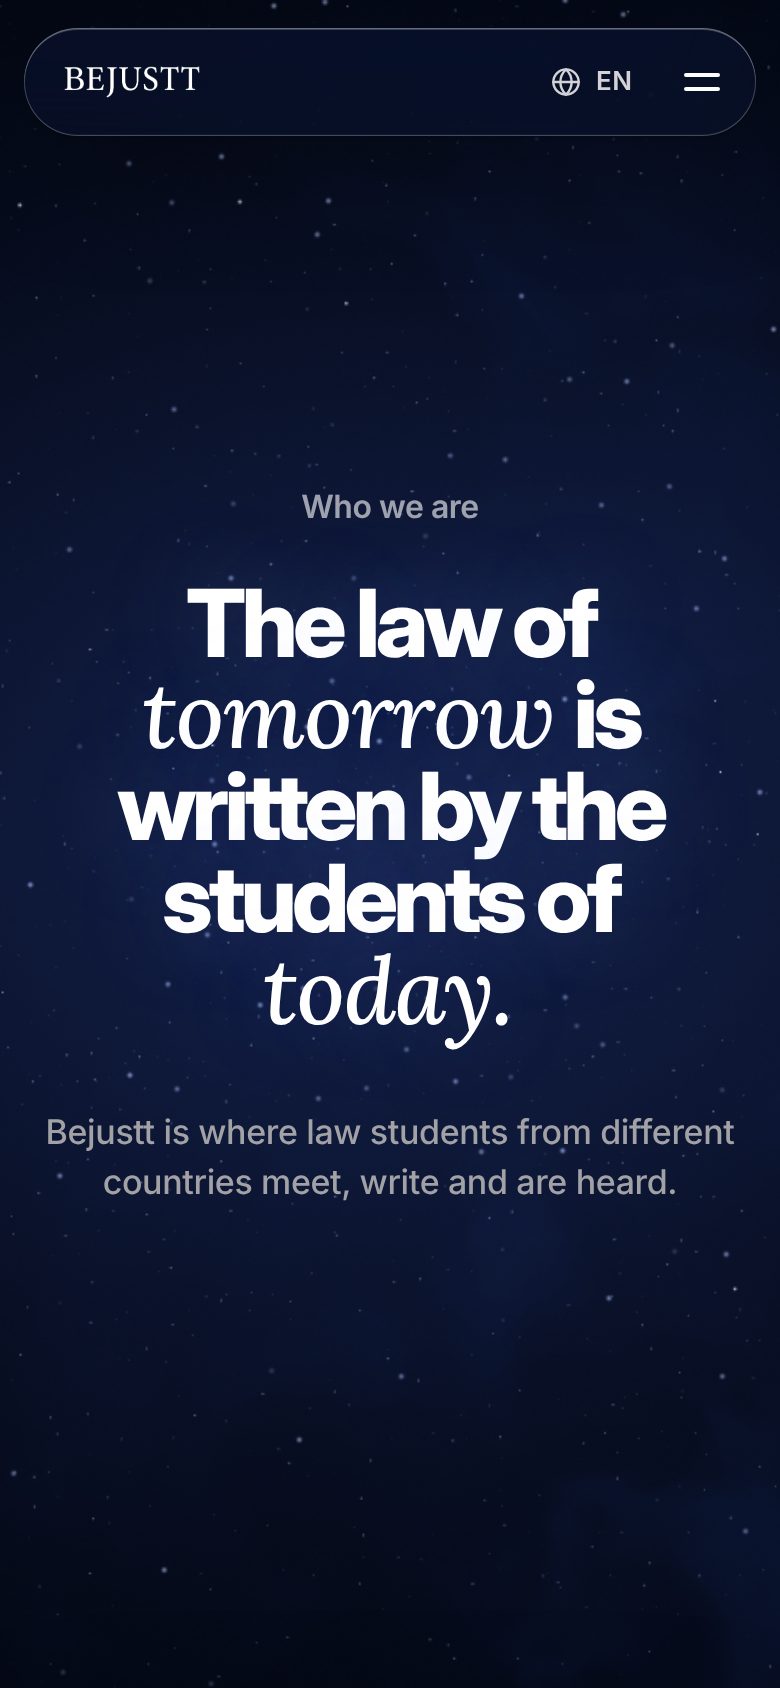 BEJUSTT
EN
Who we are
The law of
tomorrow is
written by the
students of
today.
Bejustt is where law students from different
countries meet, write and are heard.